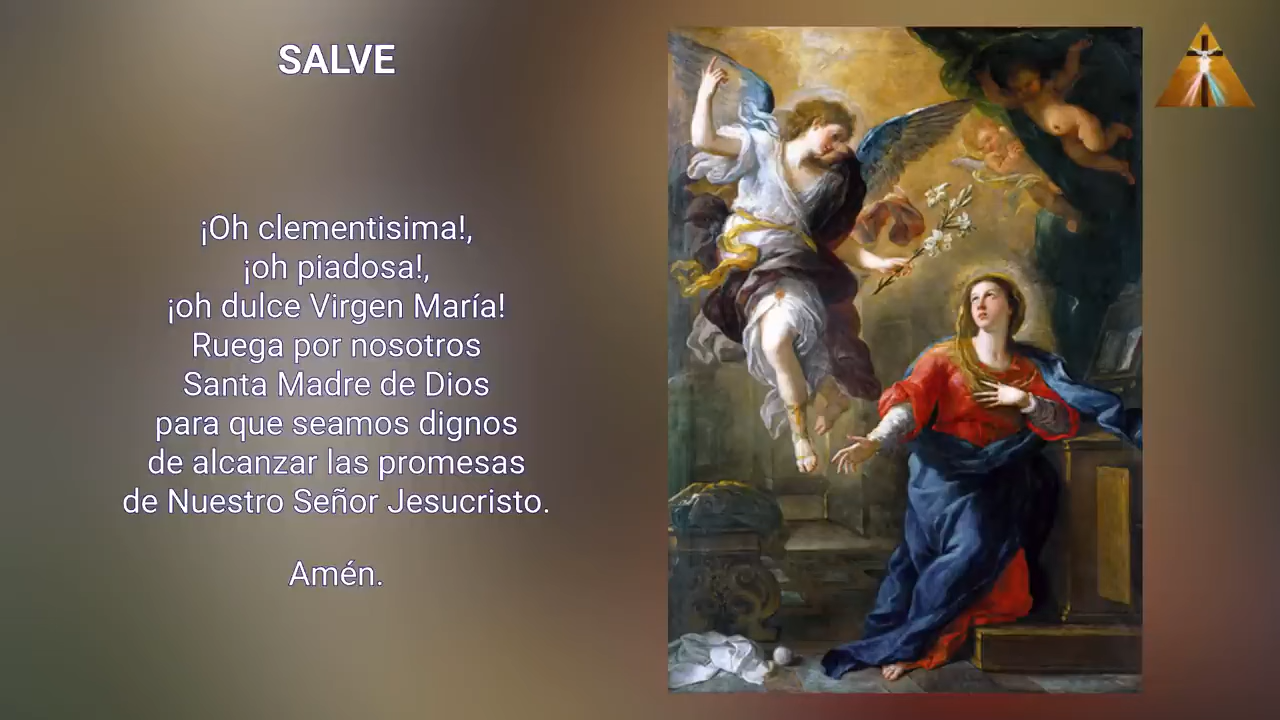 SALVE
¡Oh clementisima!,
¡oh piadosa!,
¡oh dulce Virgen María!
Ruega por nosotros
Santa Madre de Dios
para que seamos dignos
de alcanzar las promesas
de Nuestro Señor Jesucristo.
Amén.